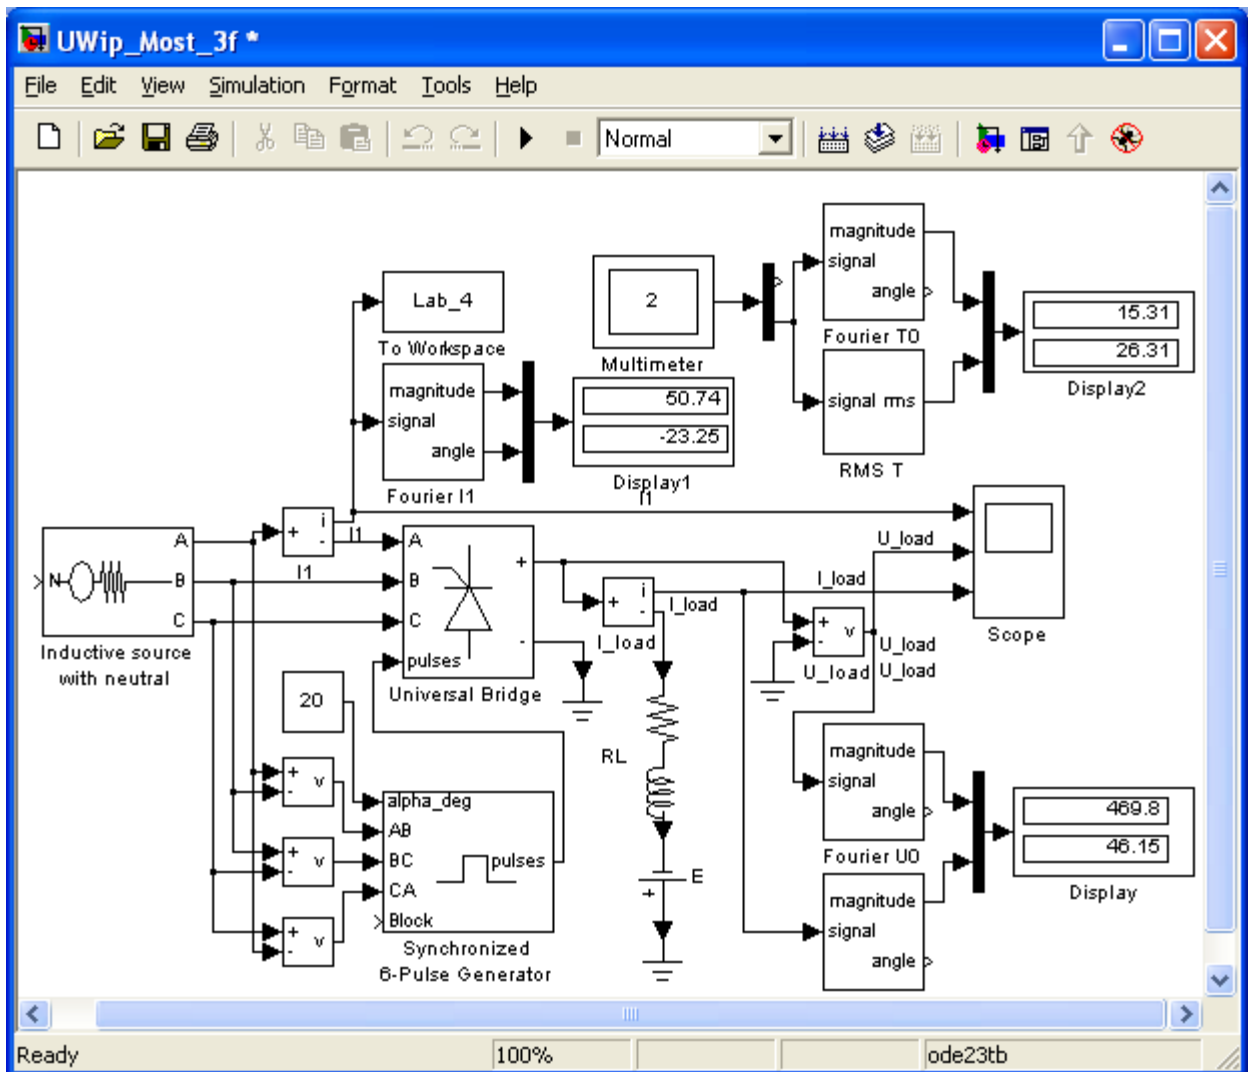 UWip_Most_3f *
File Edit View Simulation Format Tools Help
Normal
Lab_4
To Workspace
magnitude
signal
angle
Fourier I1
2
Multimeter
magnitude
signal
angle
Fourier T0
signal rms
RMS T
15.31
26.31
Display2
50.74
-23.25
Display1
I1
A
N
B
C
Inductive source
with neutral
+
i
-
I1
I1
A
B
C
pulses
+
-
Universal Bridge
+
i
-
I_load
I_load
I_load
U_load
+
-
v
U_load
U_load
U_load
Scope
20
+
-
v
+
-
v
+
-
v
alpha_deg
AB
BC
CA
Block
pulses
Synchronized
6-Pulse Generator
RL
+
E
magnitude
signal
angle
Fourier U0
magnitude
signal
angle
469.8
46.15
Display
Ready
100%
ode23tb